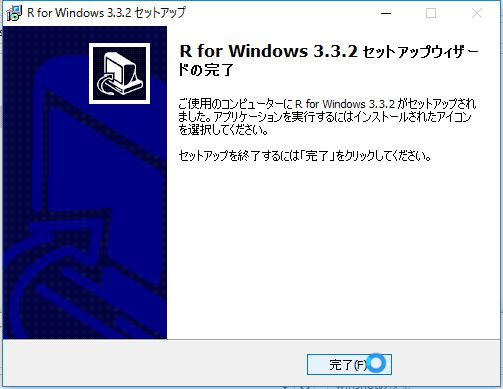 R for Windows 3.3.2 セットアップ
R for Windows 3.3.2 セットアップウィザー
ドの完了
ご使用のコンピューターに R for Windows 3.3.2 がセットアップされ
ました。アプリケーションを実行するにはインストールされたアイコン
を選択してください。
セットアップを終了するには「完了」をクリックしてください。
完了(F)